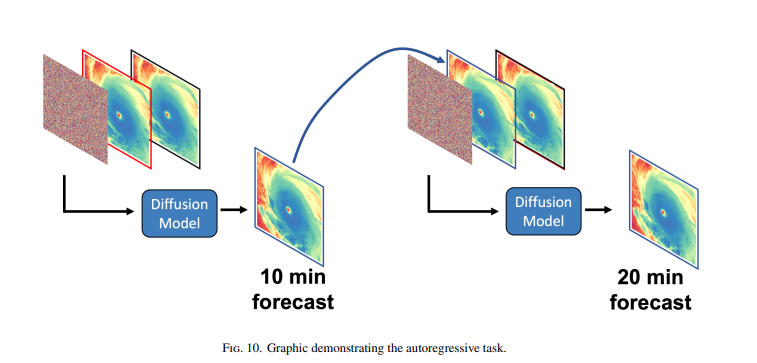 Diffusion
Model
10 min
forecast
Diffusion
Model
20 min
forecast
FIG. 10. Graphic demonstrating the autoregressive task.